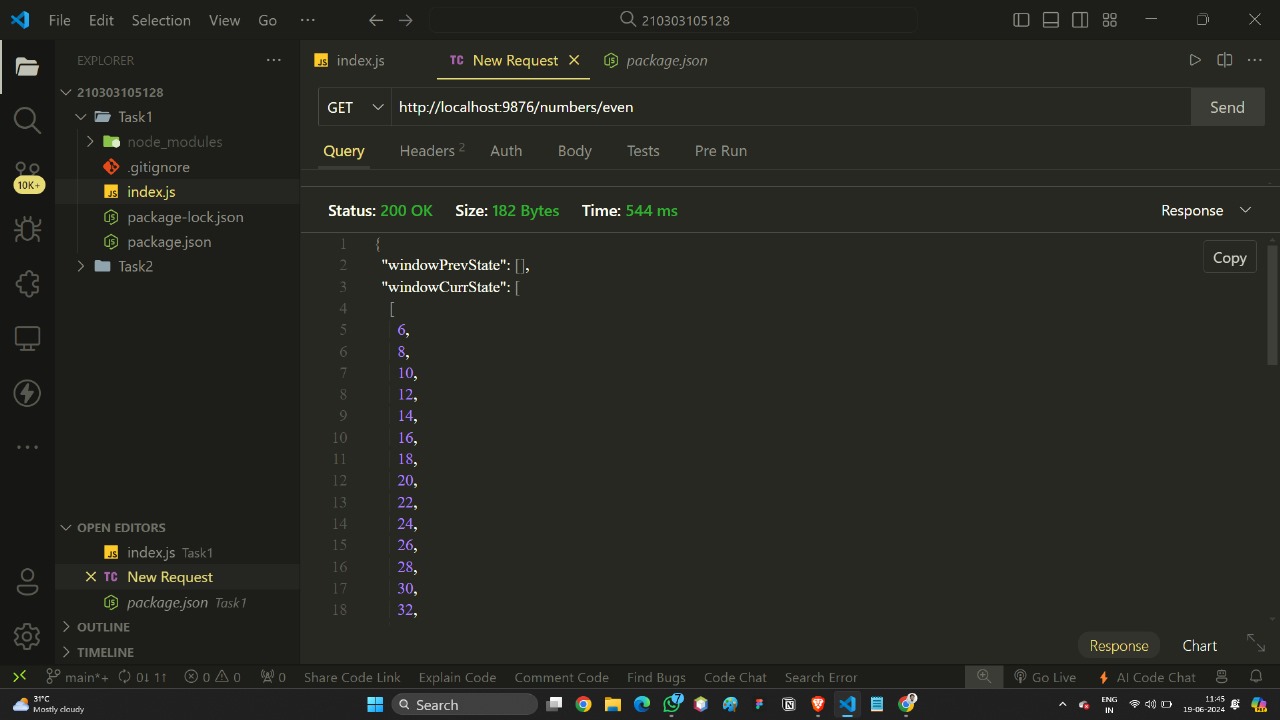 File Edit Selection View Go ···
210303105128
EXPLORER ···
210303105128
Task1
node_modules
.gitignore
JS index.js
package-lock.json
package.json
Task2
10K+
OPEN EDITORS
JS index.js Task1
TC New Request
package.json Task1
OUTLINE
TIMELINE
JS index.js
TC New Request
package.json
GET http://localhost:9876/numbers/even Send
Query Headers 2 Auth Body Tests Pre Run
Status: 200 OK Size: 182 Bytes Time: 544 ms Response
Copy
1 {
2 "windowPrevState": [],
3 "windowCurrState": [
4 [
5 6,
6 8,
7 10,
8 12,
9 14,
10 16,
11 18,
12 20,
13 22,
14 24,
15 26,
16 28,
17 30,
18 32,
Response Chart
main*+ 0↓ 1↑ 0 0 0 Share Code Link Explain Code Comment Code Find Bugs Code Chat Search Error Go Live AI Code Chat
31°C
Mostly cloudy
Search
7
ENG
IN
11:45
19-06-2024